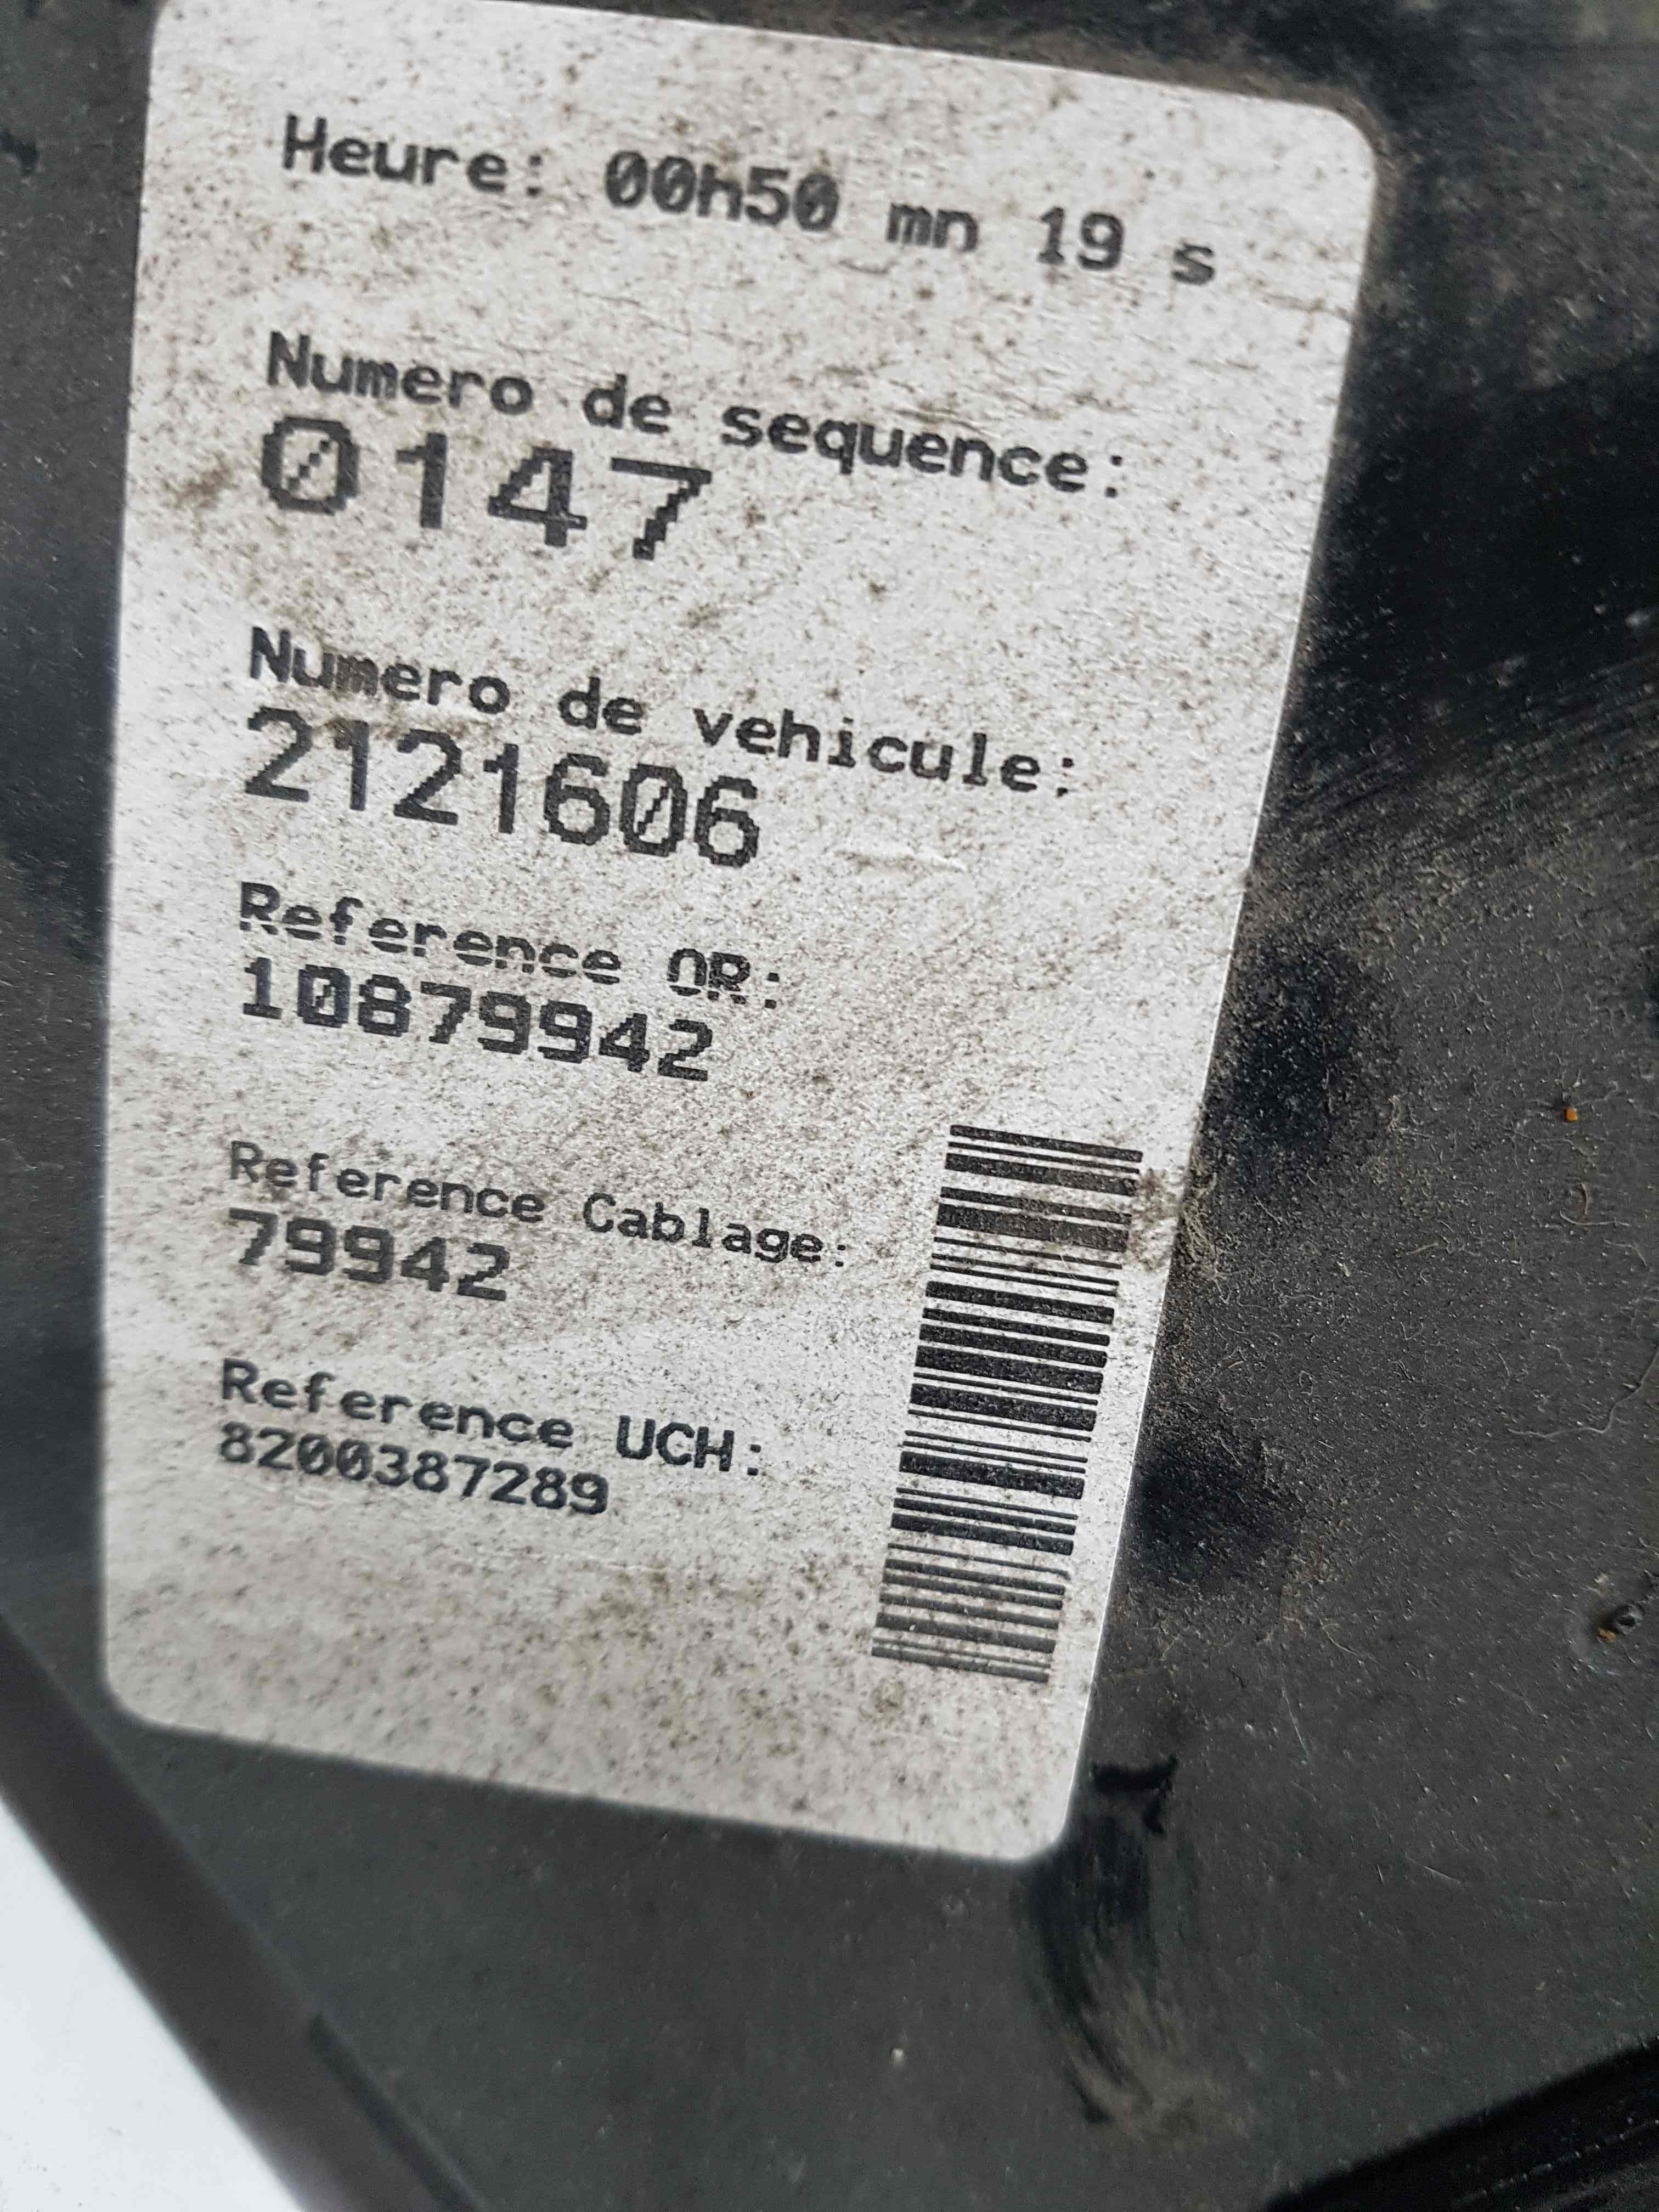 Heure: 00h50 mn 19 s
Numero de sequence:
0147
Numero de vehicule:
2121606
Reference OR:
10879942
Reference Cablage:
79942
Reference UCH:
8200387289